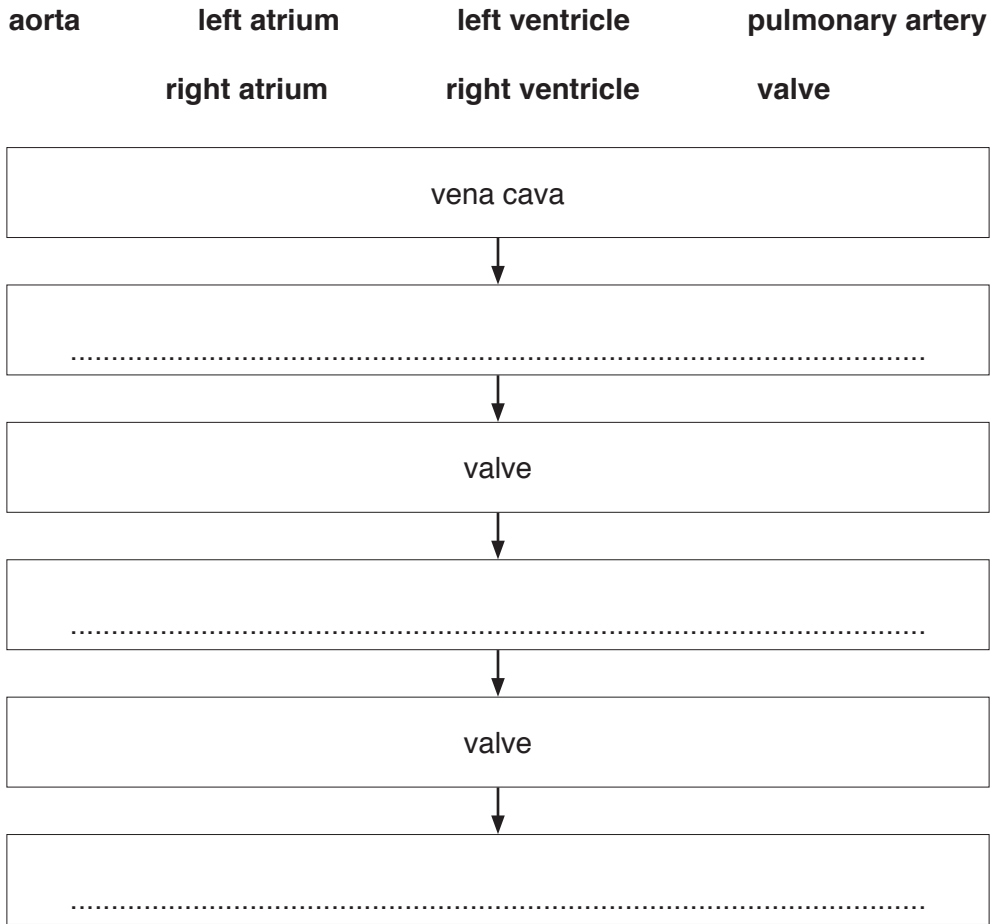 aorta left atrium left ventricle pulmonary artery
right atrium right ventricle valve
vena cava
..........................................................................................................
valve
..........................................................................................................
valve
..........................................................................................................